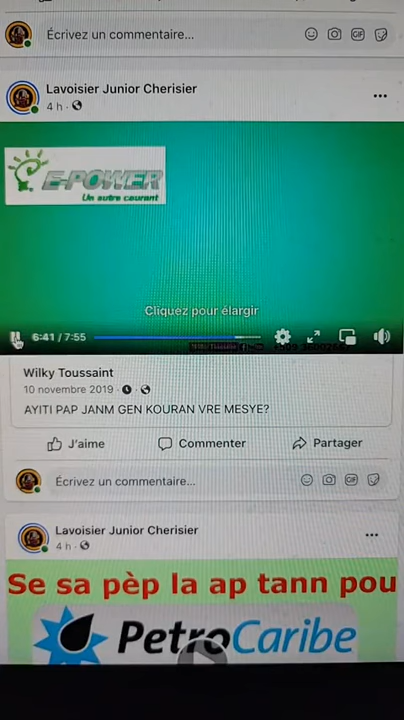 Écrivez un commentaire...
GIF
Lavoisier Junior Cherisier
4 h ·
E-POWER
Un autre courant
Cliquez pour élargir
6:41 / 7:55
Wilky Toussaint
10 novembre 2019 ·
AYITI PAP JANM GEN KOURAN VRE MESYE?
J'aime
Commenter
Partager
Écrivez un commentaire...
GIF
Lavoisier Junior Cherisier
4 h ·
Se sa pèp la ap tann pou
PetroCaribe